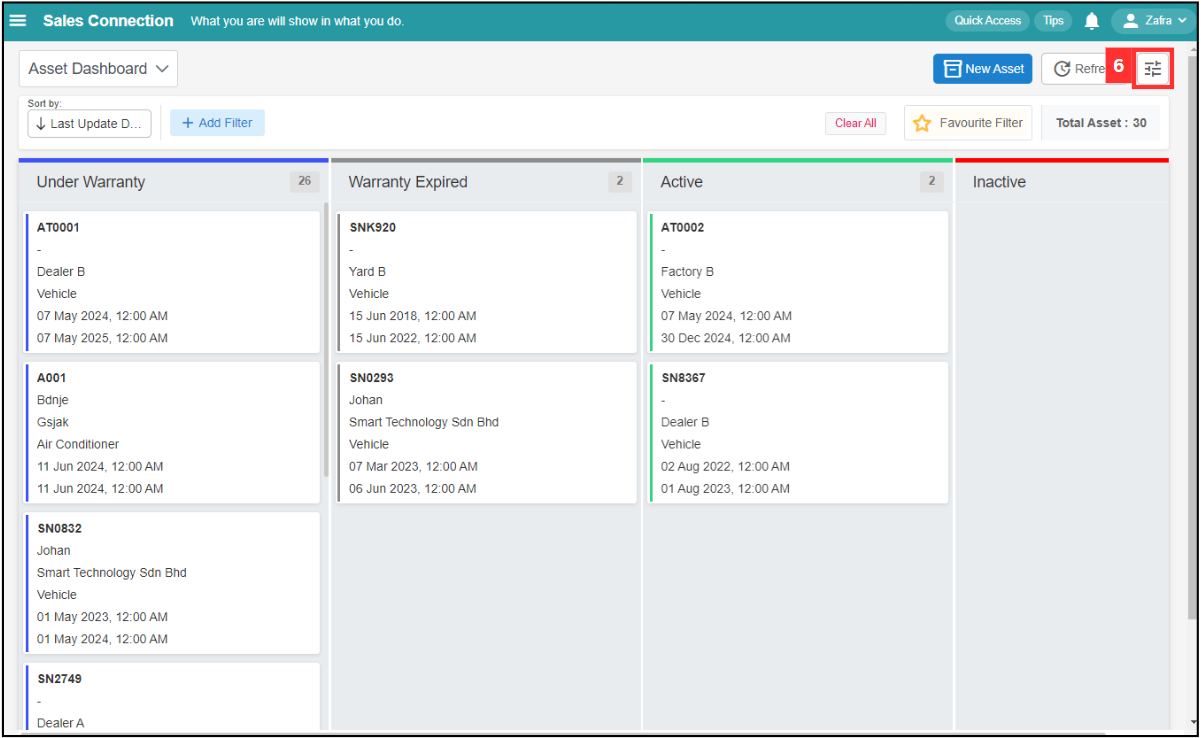 Sales Connection What you are will show in what you do. Quick Access Tips Zafra
Asset Dashboard New Asset Refre 6
Sort by:
Last Update D... + Add Filter Clear All Favourite Filter Total Asset : 30
Under Warranty 26
AT0001
-
Dealer B
Vehicle
07 May 2024, 12:00 AM
07 May 2025, 12:00 AM
A001
Bdnje
Gsjak
Air Conditioner
11 Jun 2024, 12:00 AM
11 Jun 2024, 12:00 AM
SN0832
Johan
Smart Technology Sdn Bhd
Vehicle
01 May 2023, 12:00 AM
01 May 2024, 12:00 AM
SN2749
-
Dealer A
Warranty Expired 2
SNK920
-
Yard B
Vehicle
15 Jun 2018, 12:00 AM
15 Jun 2022, 12:00 AM
SN0293
Johan
Smart Technology Sdn Bhd
Vehicle
07 Mar 2023, 12:00 AM
06 Jun 2023, 12:00 AM
Active 2
AT0002
-
Factory B
Vehicle
07 May 2024, 12:00 AM
30 Dec 2024, 12:00 AM
SN8367
-
Dealer B
Vehicle
02 Aug 2022, 12:00 AM
01 Aug 2023, 12:00 AM
Inactive